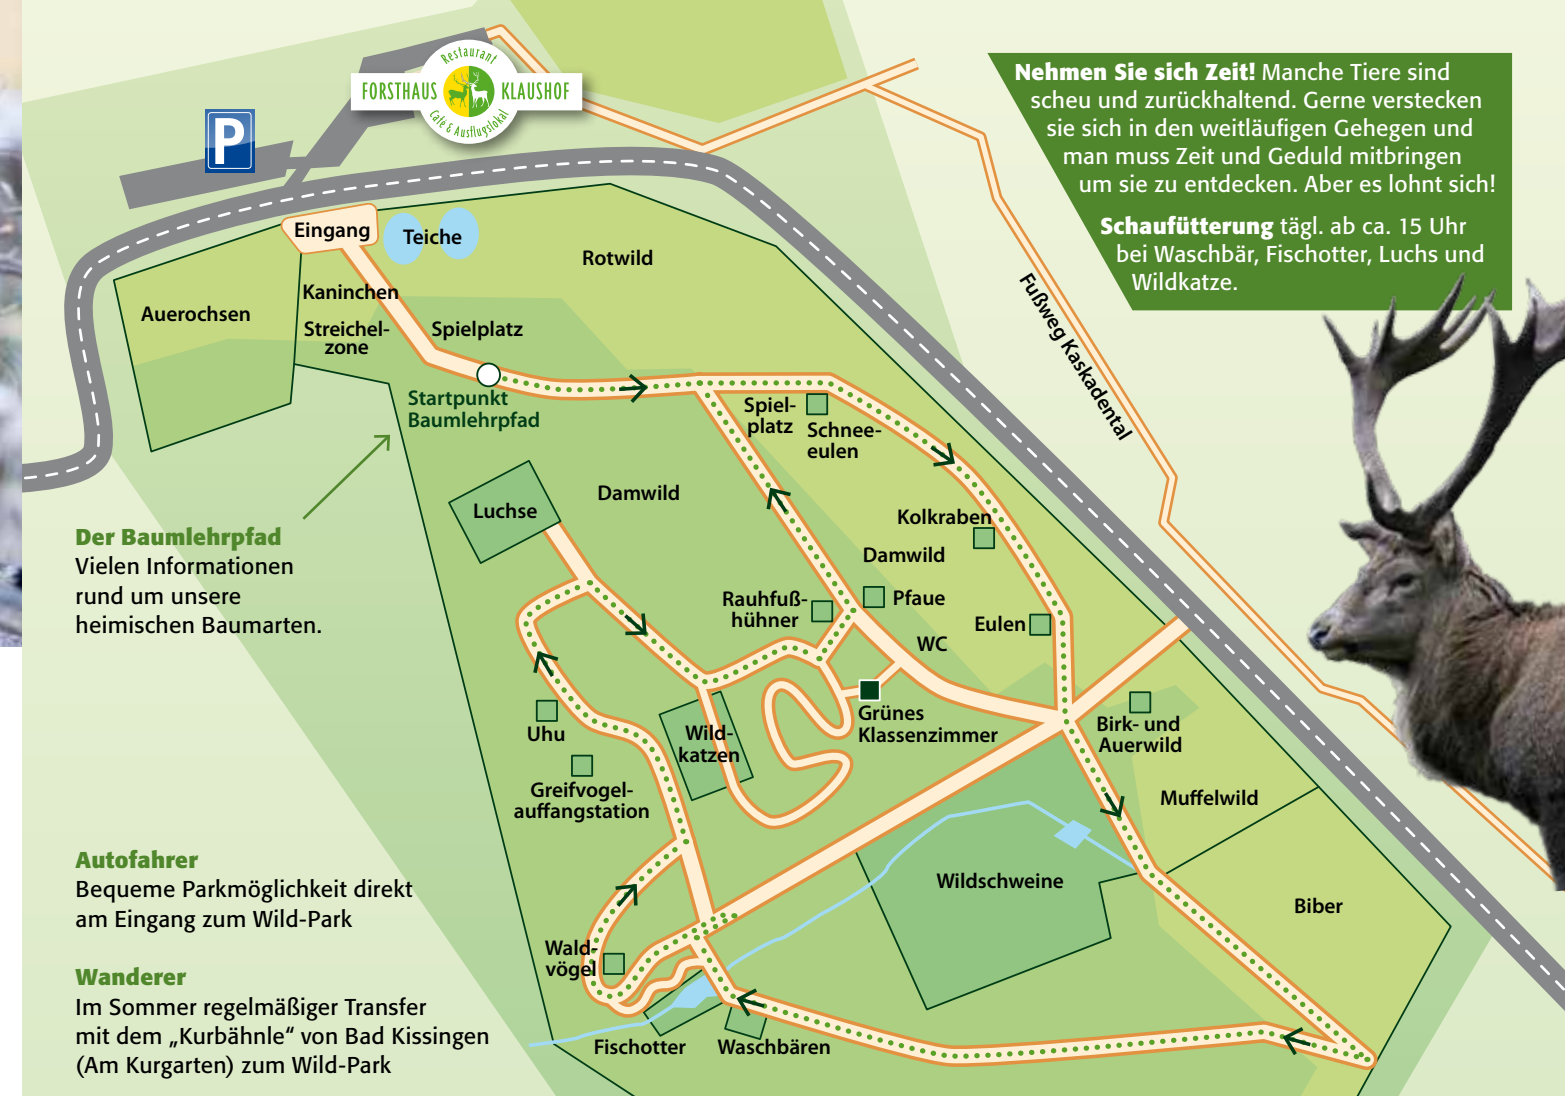 Restaurant
FORSTHAUS KLAUSHOF
Café & Ausflugslokal
P
Nehmen Sie sich Zeit! Manche Tiere sind
scheu und zurückhaltend. Gerne verstecken
sie sich in den weitläufigen Gehegen und
man muss Zeit und Geduld mitbringen
um sie zu entdecken. Aber es lohnt sich!
Schaufütterung tägl. ab ca. 15 Uhr
bei Waschbär, Fischotter, Luchs und
Wildkatze.
Eingang
Teiche
Rotwild
Kaninchen
Auerochsen
Streichel-
zone
Spielplatz
Fußweg Kaskadental
Startpunkt
Baumlehrpfad
Spiel-
platz
Schnee-
eulen
Luchse
Damwild
Kolkraben
Damwild
Der Baumlehrpfad
Vielen Informationen
rund um unsere
heimischen Baumarten.
Rauhfuß-
hühner
Pfaue
Eulen
WC
Uhu
Wild-
katzen
Grünes
Klassenzimmer
Birk- und
Auerwild
Greifvogel-
auffangstation
Muffelwild
Autofahrer
Bequeme Parkmöglichkeit direkt
am Eingang zum Wild-Park
Wildschweine
Biber
Wald-
vögel
Wanderer
Im Sommer regelmäßiger Transfer
mit dem „Kurbähnle“ von Bad Kissingen
(Am Kurgarten) zum Wild-Park
Fischotter
Waschbären